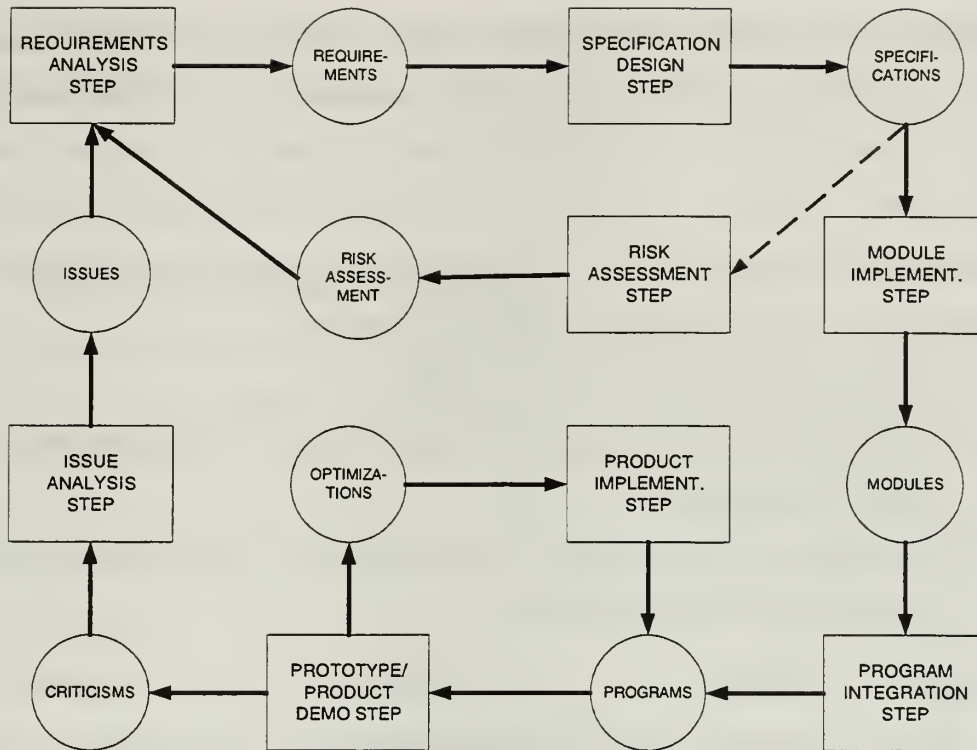 REQUIREMENTS
ANALYSIS
STEP
REQUIRE-
MENTS
SPECIFICATION
DESIGN
STEP
SPECIFI-
CATIONS
ISSUES
RISK
ASSESS-
MENT
RISK
ASSESSMENT
STEP
MODULE
IMPLEMENT.
STEP
ISSUE
ANALYSIS
STEP
OPTIMIZA-
TIONS
PRODUCT
IMPLEMENT.
STEP
MODULES
CRITICISMS
PROTOTYPE/
PRODUCT
DEMO STEP
PROGRAMS
PROGRAM
INTEGRATION
STEP